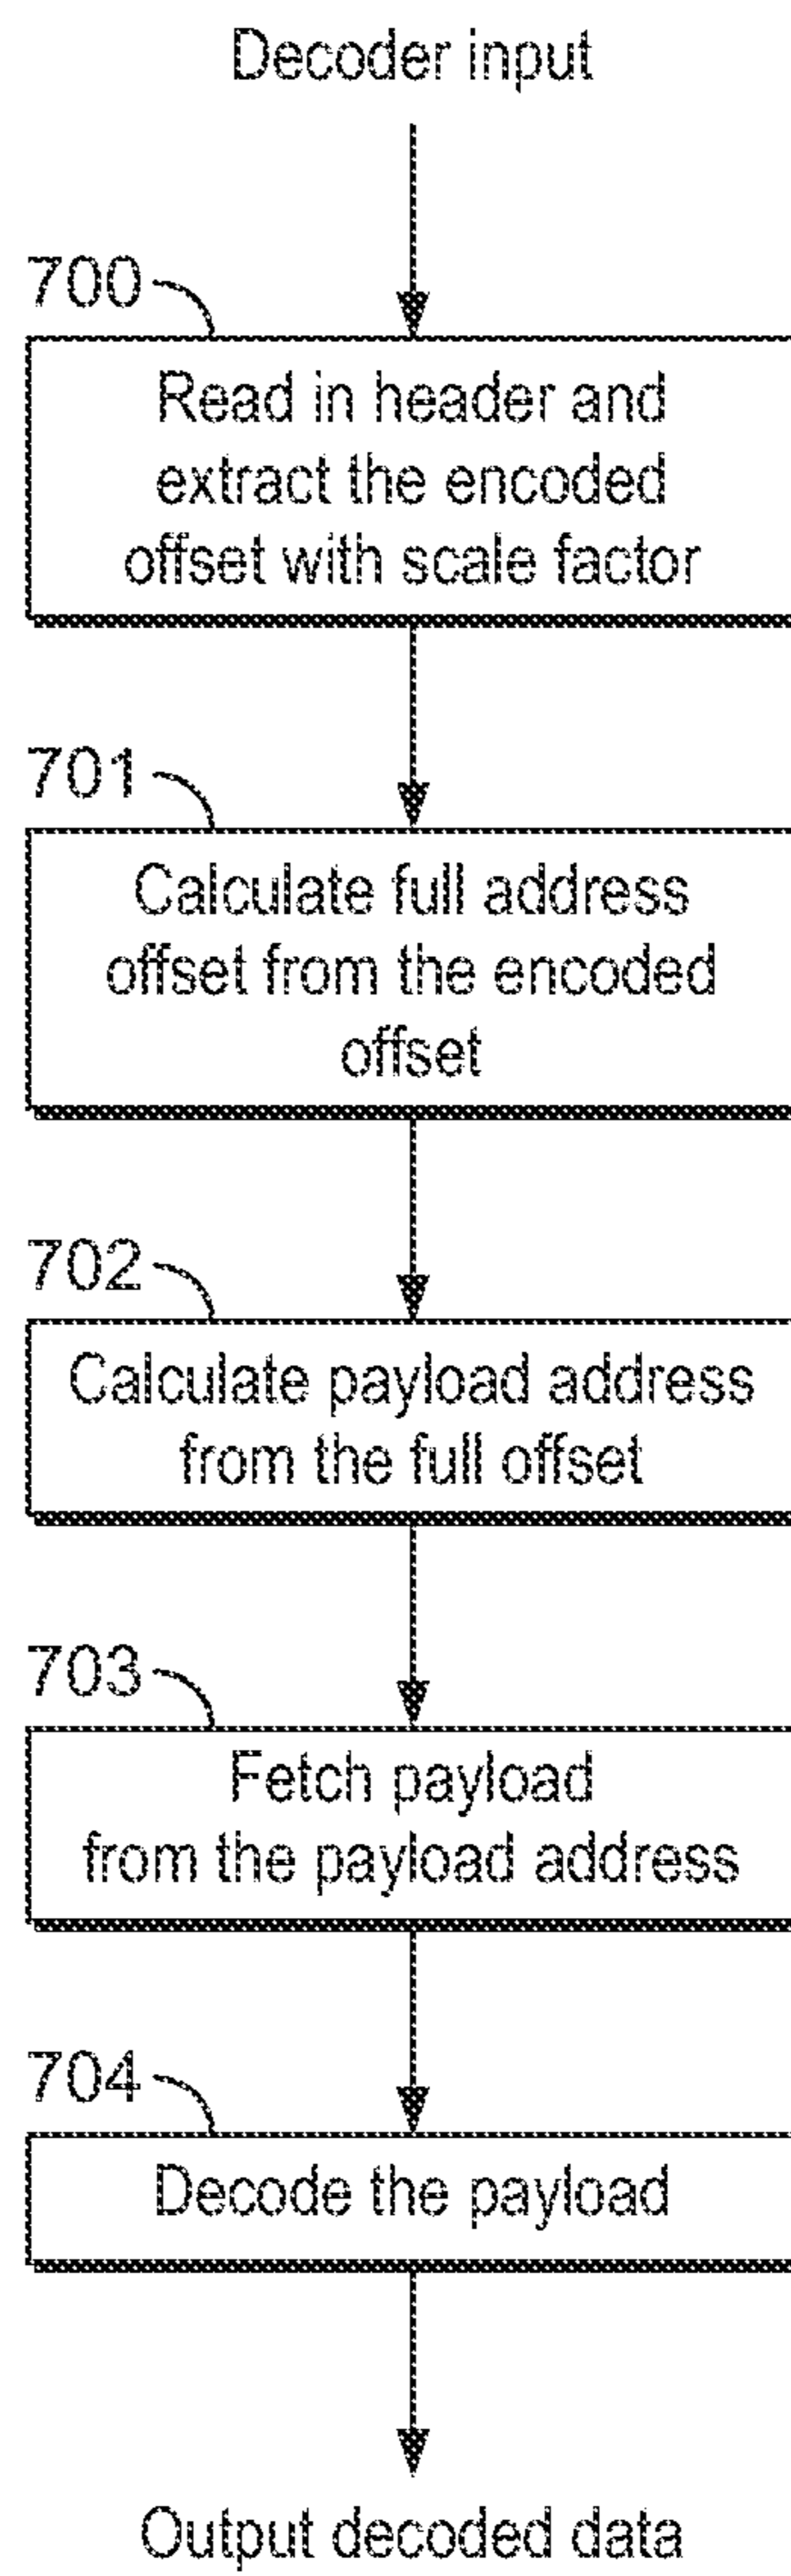 Decoder input
700
Read in header and
extract the encoded
offset with scale factor
701
Calculate full address
offset from the encoded
offset
702
Calculate payload address
from the full offset
703
Fetch payload
from the payload address
704
Decode the payload
Output decoded data